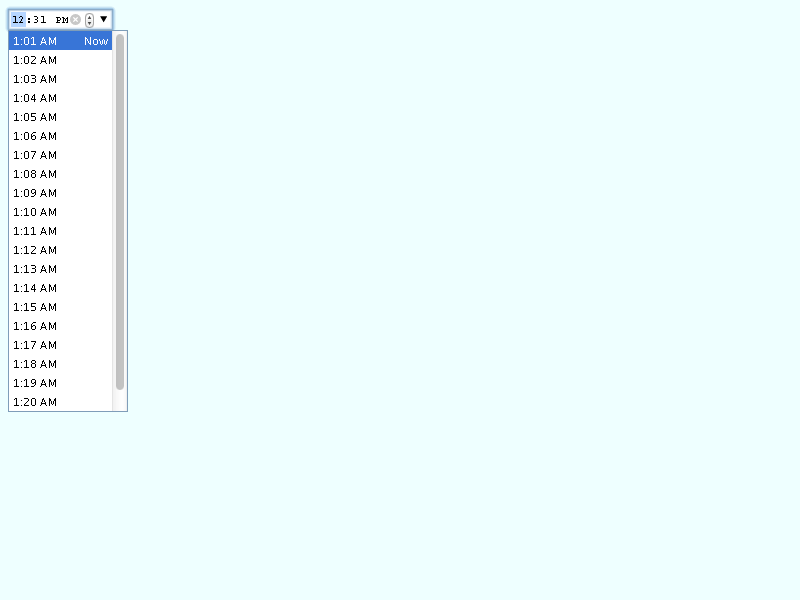 12:31 PM
1:01 AM Now
1:02 AM
1:03 AM
1:04 AM
1:05 AM
1:06 AM
1:07 AM
1:08 AM
1:09 AM
1:10 AM
1:11 AM
1:12 AM
1:13 AM
1:14 AM
1:15 AM
1:16 AM
1:17 AM
1:18 AM
1:19 AM
1:20 AM